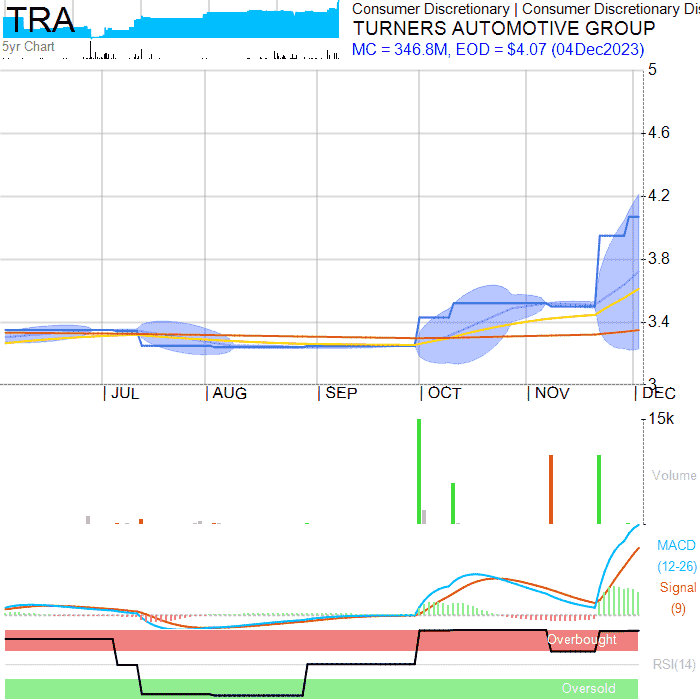 TRA
5yr Chart
Consumer Discretionary | Consumer Discretionary Dis
TURNERS AUTOMOTIVE GROUP
MC = 346.8M, EOD = $4.07 (04Dec2023)
5
4.6
4.2
3.8
3.4
3
JUL AUG SEP OCT NOV DEC
15k
Volume
MACD
(12-26)
Signal
(9)
Overbought
RSI(14)
Oversold